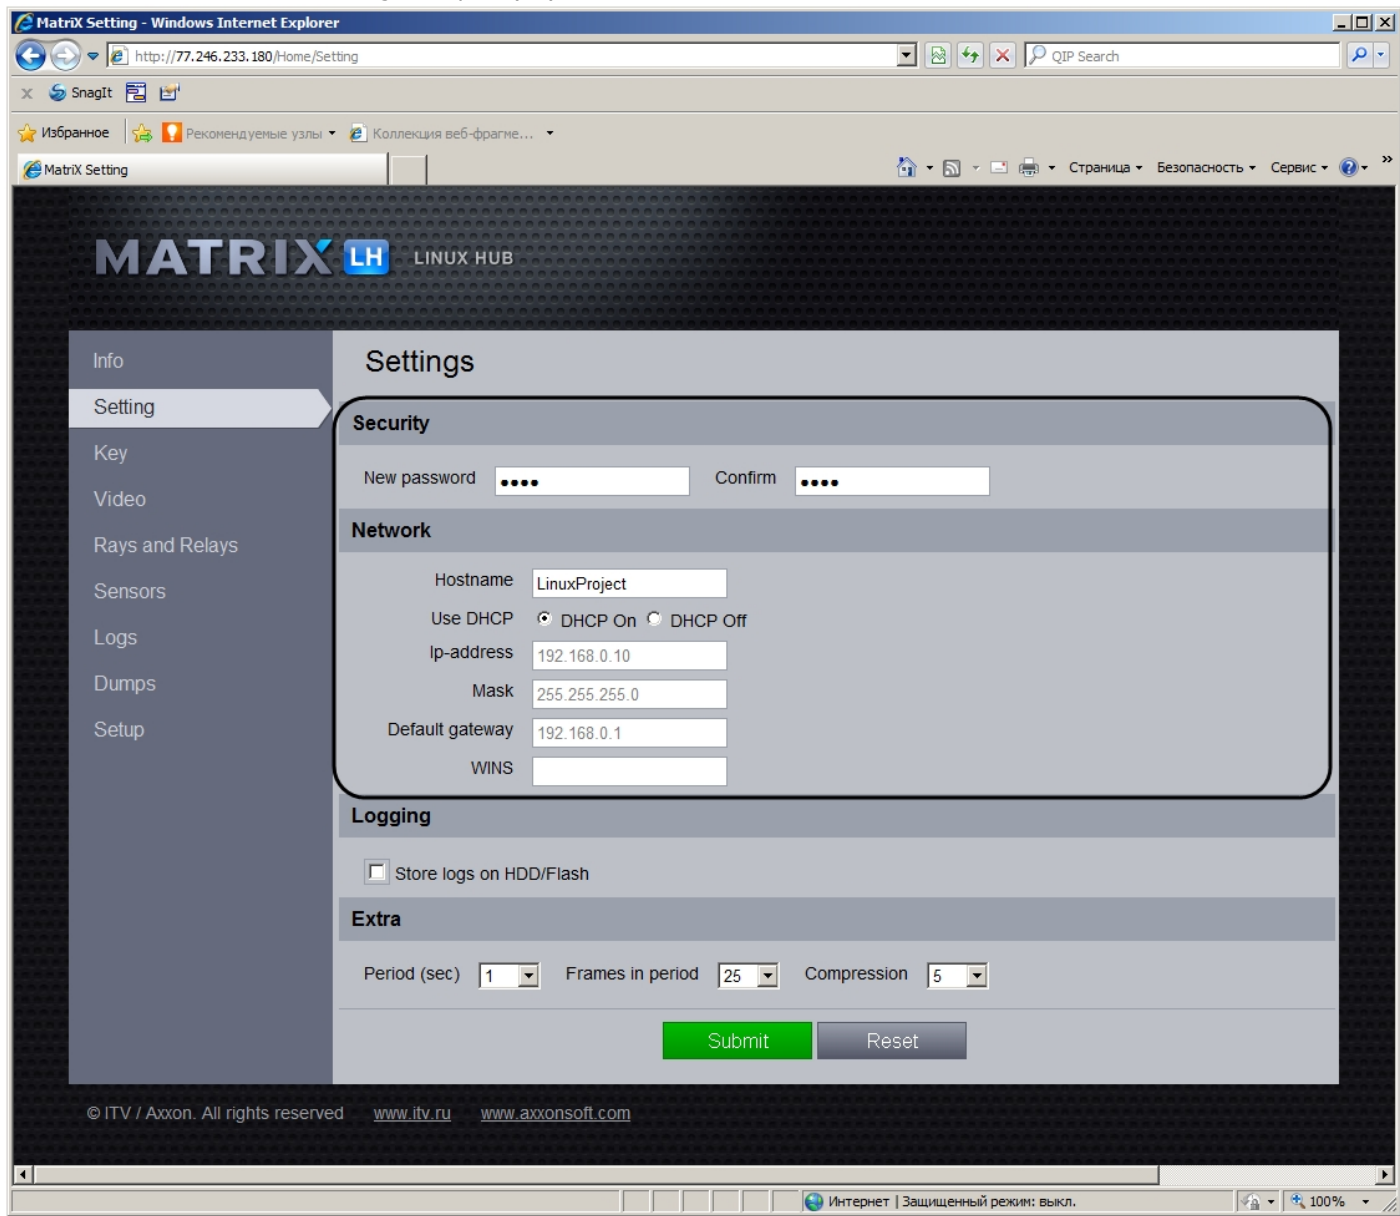 MatriX Setting - Windows Internet Explorer
http://77.246.233.180/Home/Setting
QIP Search
x SnagIt
Избранное Рекомендуемые узлы Коллекция веб-фрагме...
MatriX Setting
Страница Безопасность Сервис »
MATRIX LH LINUX HUB
Info
Setting
Key
Video
Rays and Relays
Sensors
Logs
Dumps
Setup
Settings
Security
New password •••• Confirm ••••
Network
Hostname LinuxProject
Use DHCP DHCP On DHCP Off
Ip-address 192.168.0.10
Mask 255.255.255.0
Default gateway 192.168.0.1
WINS
Logging
Store logs on HDD/Flash
Extra
Period (sec) 1 Frames in period 25 Compression 5
Submit Reset
© ITV / Axxon. All rights reserved www.itv.ru www.axxonsoft.com
Интернет | Защищенный режим: выкл. 100%